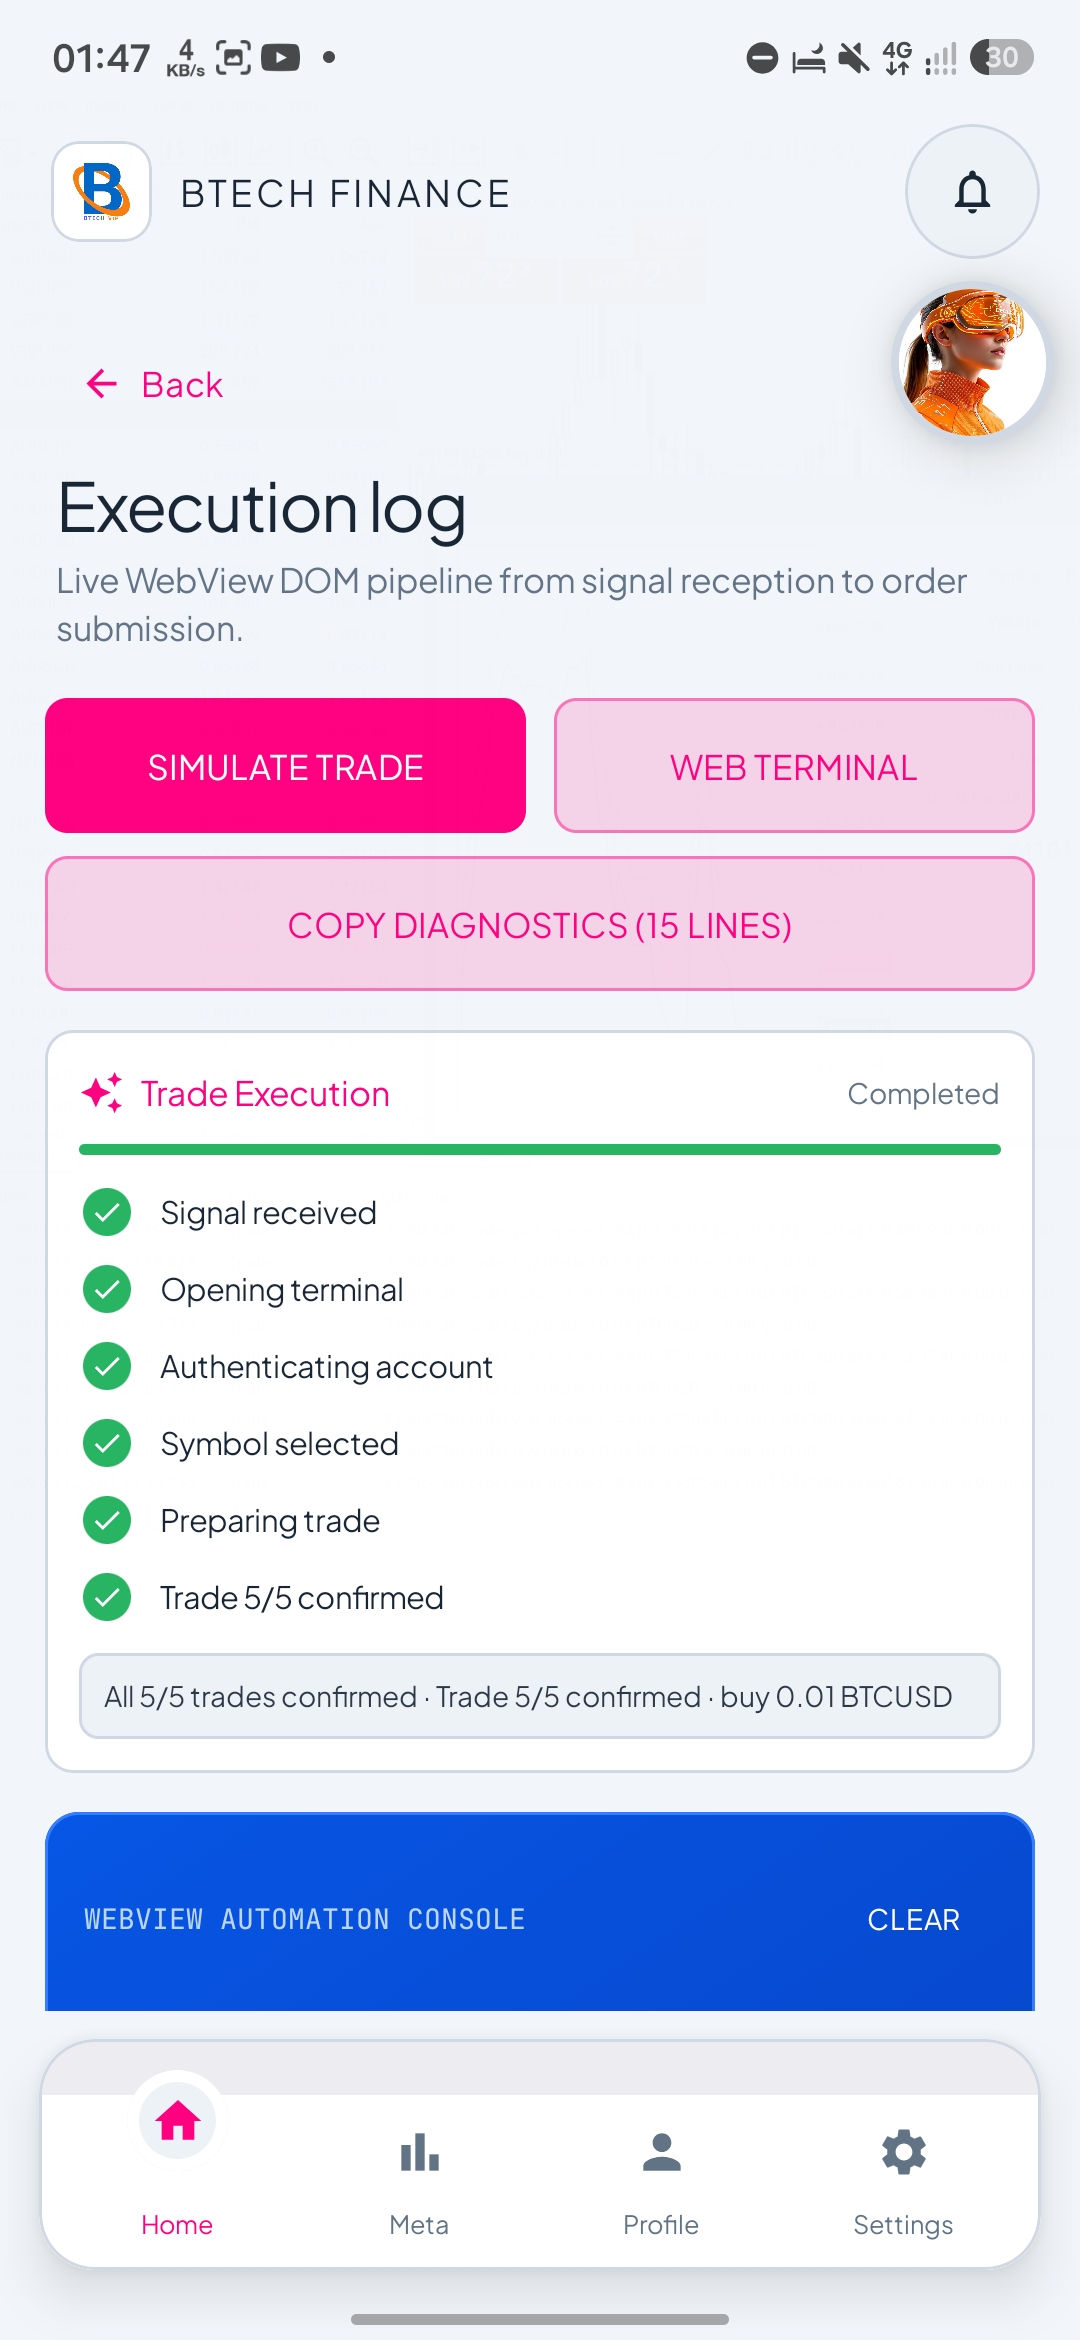 01:47
4
KB/s
4G
30
BTECH FINANCE
Back
Execution log
Live WebView DOM pipeline from signal reception to order
submission.
SIMULATE TRADE
WEB TERMINAL
COPY DIAGNOSTICS (15 LINES)
Trade Execution
Completed
Signal received
Opening terminal
Authenticating account
Symbol selected
Preparing trade
Trade 5/5 confirmed
All 5/5 trades confirmed · Trade 5/5 confirmed · buy 0.01 BTCUSD
WEBVIEW AUTOMATION CONSOLE
CLEAR
Home
Meta
Profile
Settings